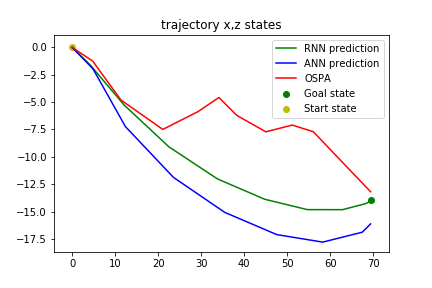 trajectory x,z states
RNN prediction
ANN prediction
OSPA
Goal state
Start state
0.0
−2.5
−5.0
−7.5
−10.0
−12.5
−15.0
−17.5
0 10 20 30 40 50 60 70